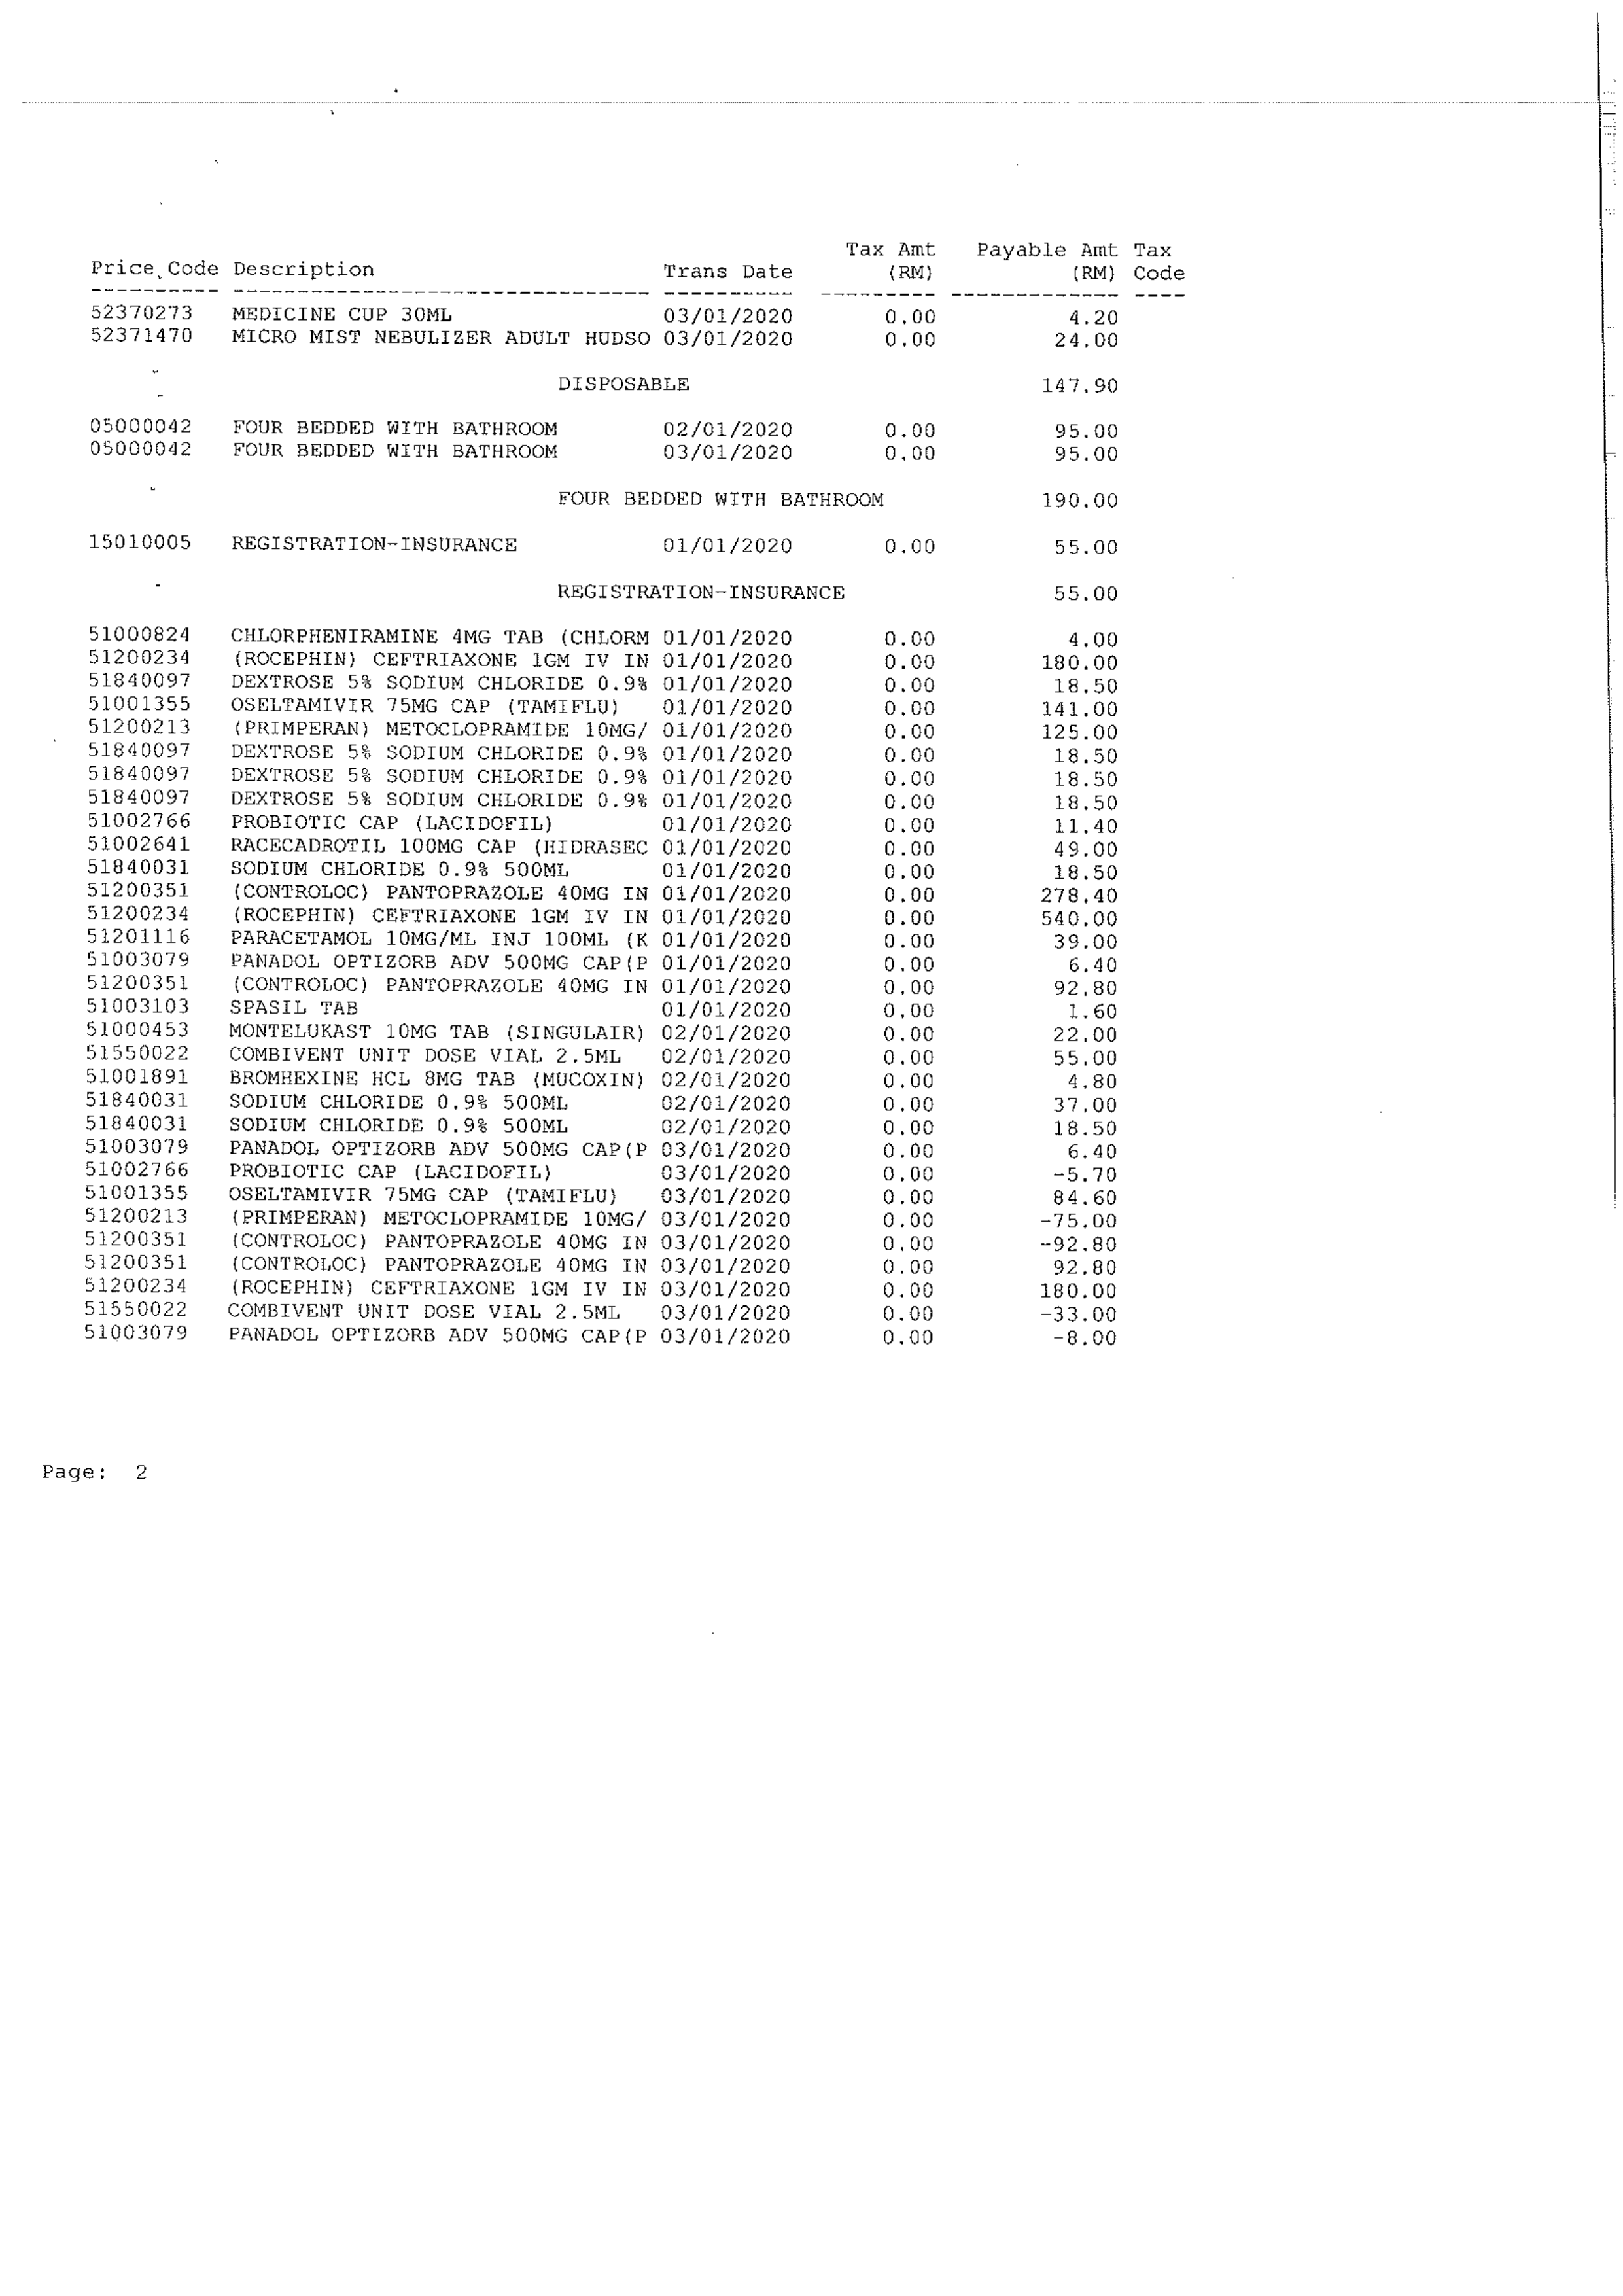 Tax Amt Payable Amt Tax
Price Code Description Trans Date (RM) (RM) Code
52370273 MEDICINE CUP 30ML 03/01/2020 0.00 4.20
52371470 MICRO MIST NEBULIZER ADULT HUDSO 03/01/2020 0.00 24.00
DISPOSABLE 147.90
05000042 FOUR BEDDED WITH BATHROOM 02/01/2020 0.00 95.00
05000042 FOUR BEDDED WITH BATHROOM 03/01/2020 0.00 95.00
FOUR BEDDED WITH BATHROOM 190.00
15010005 REGISTRATION-INSURANCE 01/01/2020 0.00 55.00
REGISTRATION-INSURANCE 55.00
51000824 CHLORPHENIRAMINE 4MG TAB (CHLORM 01/01/2020 0.00 4.00
51200234 (ROCEPHIN) CEFTRIAXONE 1GM IV IN 01/01/2020 0.00 180.00
51840097 DEXTROSE 5% SODIUM CHLORIDE 0.9% 01/01/2020 0.00 18.50
51001355 OSELTAMIVIR 75MG CAP (TAMIFLU) 01/01/2020 0.00 141.00
51200213 (PRIMPERAN) METOCLOPRAMIDE 10MG/ 01/01/2020 0.00 125.00
51840097 DEXTROSE 5% SODIUM CHLORIDE 0.9% 01/01/2020 0.00 18.50
51840097 DEXTROSE 5% SODIUM CHLORIDE 0.9% 01/01/2020 0.00 18.50
51840097 DEXTROSE 5% SODIUM CHLORIDE 0.9% 01/01/2020 0.00 18.50
51002766 PROBIOTIC CAP (LACIDOFIL) 01/01/2020 0.00 11.40
51002641 RACECADROTIL 100MG CAP (HIDRASEC 01/01/2020 0.00 49.00
51840031 SODIUM CHLORIDE 0.9% 500ML 01/01/2020 0.00 18.50
51200351 (CONTROLOC) PANTOPRAZOLE 40MG IN 01/01/2020 0.00 278.40
51200234 (ROCEPHIN) CEFTRIAXONE 1GM IV IN 01/01/2020 0.00 540.00
51201116 PARACETAMOL 10MG/ML INJ 100ML (K 01/01/2020 0.00 39.00
51003079 PANADOL OPTIZORB ADV 500MG CAP(P 01/01/2020 0.00 6.40
51200351 (CONTROLOC) PANTOPRAZOLE 40MG IN 01/01/2020 0.00 92.80
51003103 SPASIL TAB 01/01/2020 0.00 1.60
51000453 MONTELUKAST 10MG TAB (SINGULAIR) 02/01/2020 0.00 22.00
51550022 COMBIVENT UNIT DOSE VIAL 2.5ML 02/01/2020 0.00 55.00
51001891 BROMHEXINE HCL 8MG TAB (MUCOXIN) 02/01/2020 0.00 4.80
51840031 SODIUM CHLORIDE 0.9% 500ML 02/01/2020 0.00 37.00
51840031 SODIUM CHLORIDE 0.9% 500ML 02/01/2020 0.00 18.50
51003079 PANADOL OPTIZORB ADV 500MG CAP(P 03/01/2020 0.00 6.40
51002766 PROBIOTIC CAP (LACIDOFIL) 03/01/2020 0.00 -5.70
51001355 OSELTAMIVIR 75MG CAP (TAMIFLU) 03/01/2020 0.00 84.60
51200213 (PRIMPERAN) METOCLOPRAMIDE 10MG/ 03/01/2020 0.00 -75.00
51200351 (CONTROLOC) PANTOPRAZOLE 40MG IN 03/01/2020 0.00 -92.80
51200351 (CONTROLOC) PANTOPRAZOLE 40MG IN 03/01/2020 0.00 92.80
51200234 (ROCEPHIN) CEFTRIAXONE 1GM IV IN 03/01/2020 0.00 180.00
51550022 COMBIVENT UNIT DOSE VIAL 2.5ML 03/01/2020 0.00 -33.00
51003079 PANADOL OPTIZORB ADV 500MG CAP(P 03/01/2020 0.00 -8.00
Page: 2